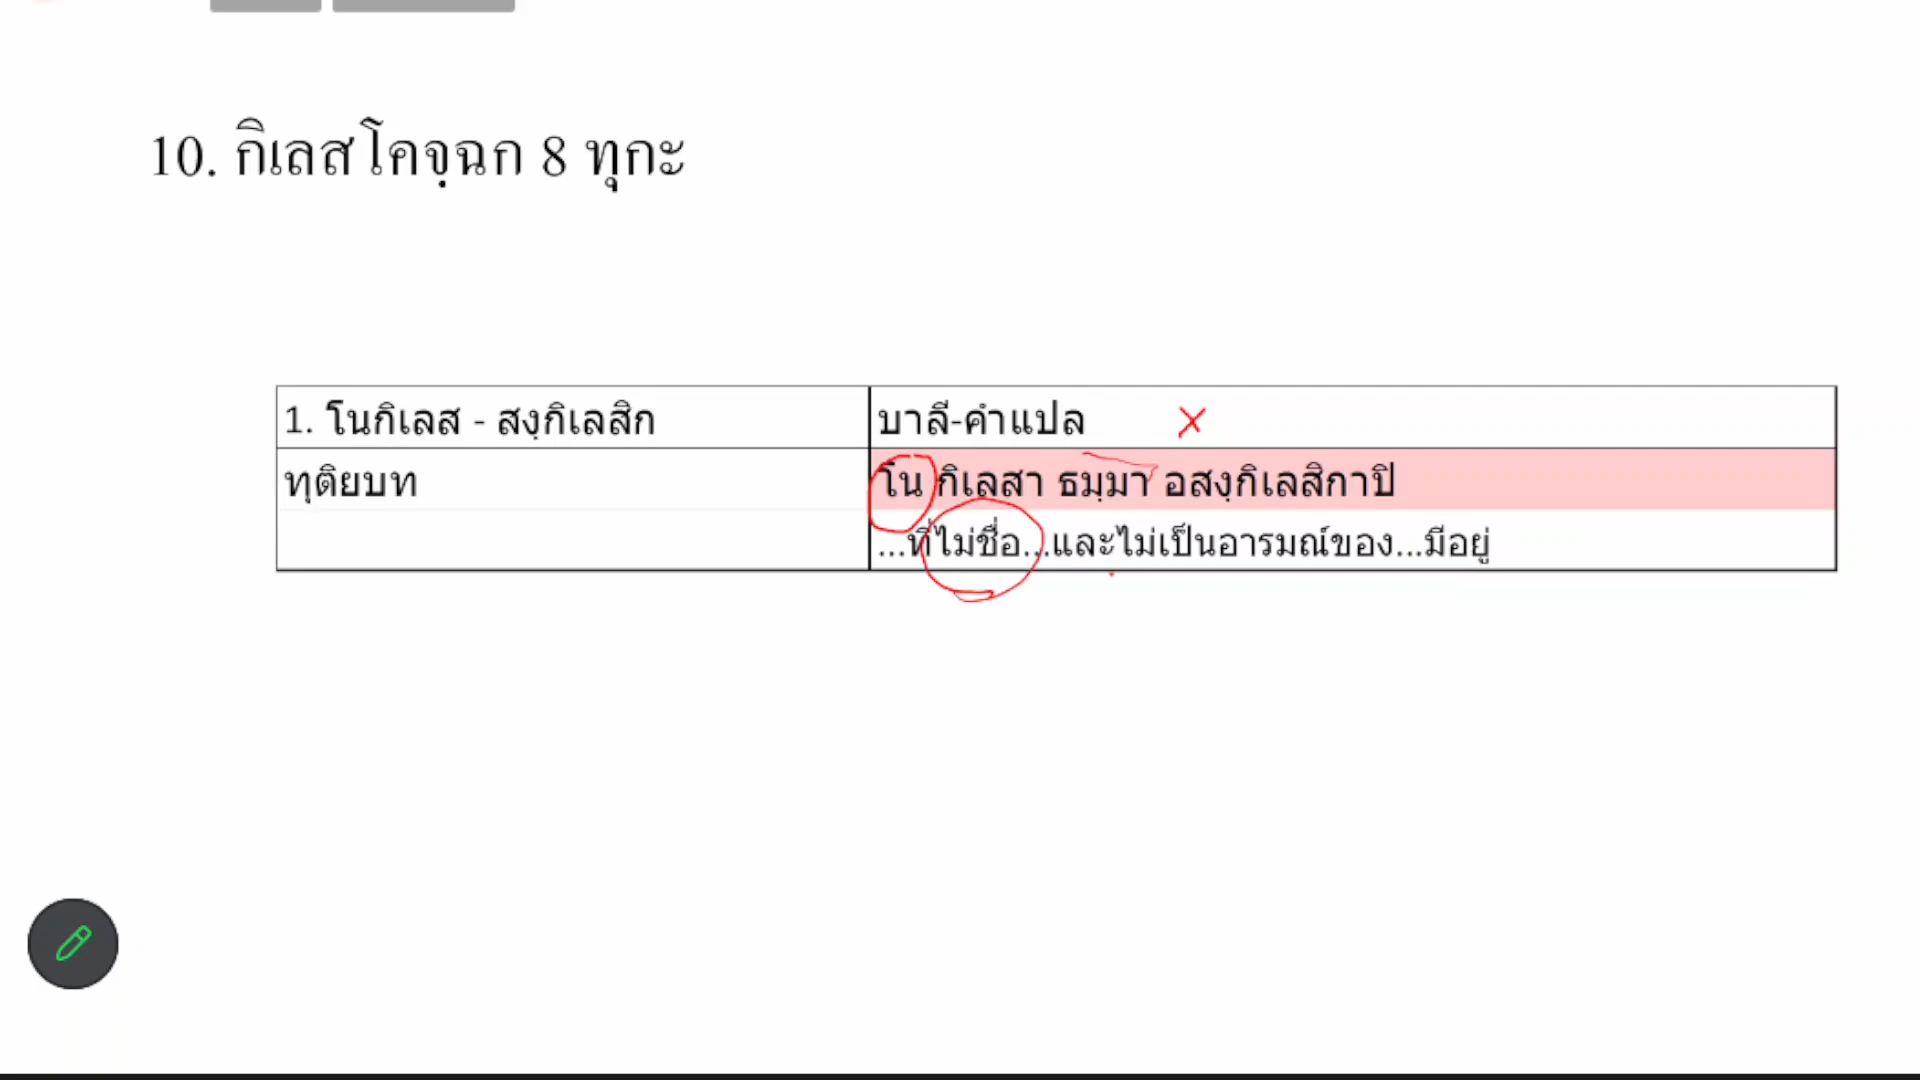 10. กิเลสโคจฺฉก 8 ทุกะ
1. โนกิเลส - สงฺกิเลสิก
บาลี-คำแปล
ทุติยบท
โน กิเลสา ธมฺมา อสงฺกิเลสิกาปิ
...ที่ไม่ชื่อ...และไม่เป็นอารมณ์ของ...มีอยู่